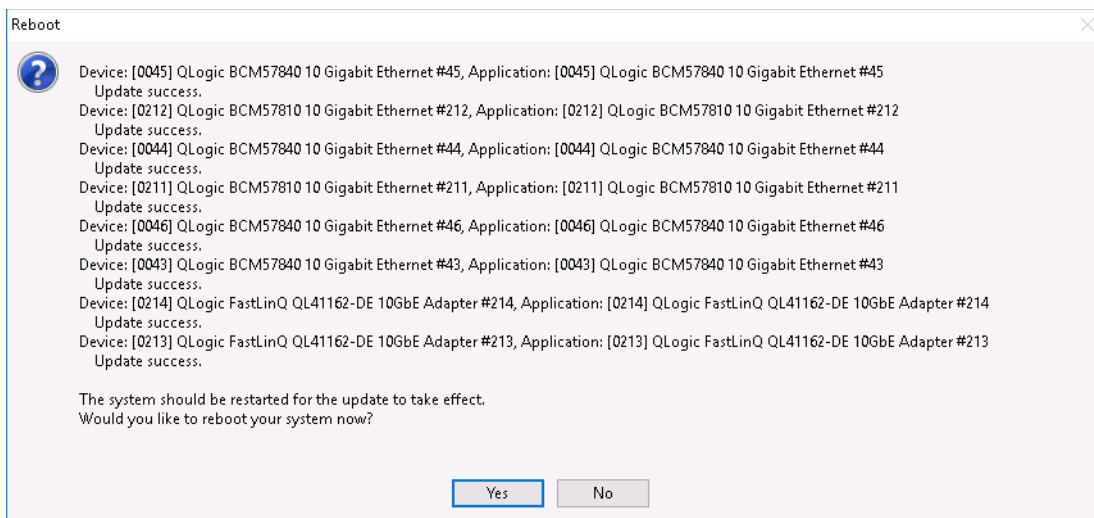 Reboot
Device: [0045] QLogic BCM57840 10 Gigabit Ethernet #45, Application: [0045] QLogic BCM57840 10 Gigabit Ethernet #45
Update success.
Device: [0212] QLogic BCM57810 10 Gigabit Ethernet #212, Application: [0212] QLogic BCM57810 10 Gigabit Ethernet #212
Update success.
Device: [0044] QLogic BCM57840 10 Gigabit Ethernet #44, Application: [0044] QLogic BCM57840 10 Gigabit Ethernet #44
Update success.
Device: [0211] QLogic BCM57810 10 Gigabit Ethernet #211, Application: [0211] QLogic BCM57810 10 Gigabit Ethernet #211
Update success.
Device: [0046] QLogic BCM57840 10 Gigabit Ethernet #46, Application: [0046] QLogic BCM57840 10 Gigabit Ethernet #46
Update success.
Device: [0043] QLogic BCM57840 10 Gigabit Ethernet #43, Application: [0043] QLogic BCM57840 10 Gigabit Ethernet #43
Update success.
Device: [0214] QLogic FastLinQ QL41162-DE 10GbE Adapter #214, Application: [0214] QLogic FastLinQ QL41162-DE 10GbE Adapter #214
Update success.
Device: [0213] QLogic FastLinQ QL41162-DE 10GbE Adapter #213, Application: [0213] QLogic FastLinQ QL41162-DE 10GbE Adapter #213
Update success.
The system should be restarted for the update to take effect.
Would you like to reboot your system now?
Yes No